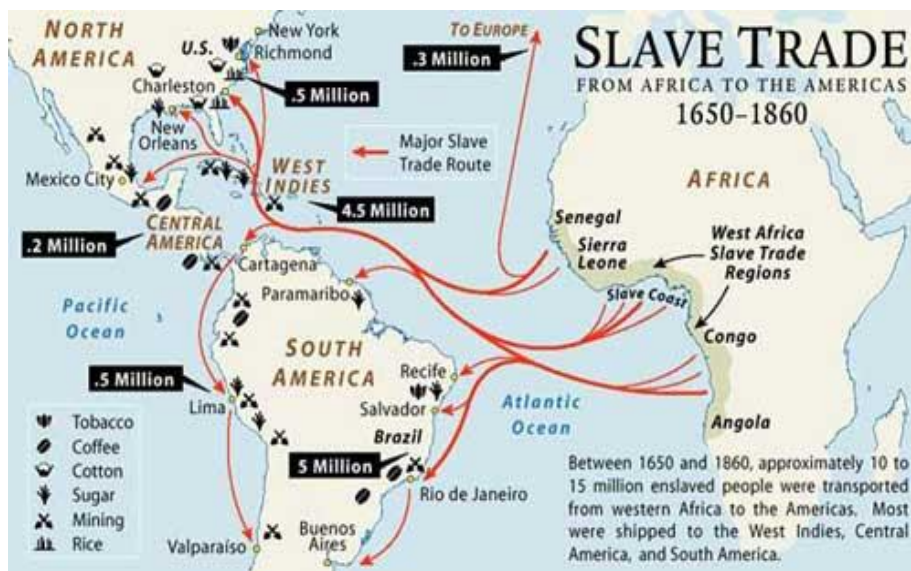 SLAVE TRADE
FROM AFRICA TO THE AMERICAS
1650–1860
NORTH
AMERICA
U.S.
New York
Richmond
TO EUROPE
.3 Million
Charleston
.5 Million
New
Orleans
Major Slave
Trade Route
Mexico City
WEST
INDIES
4.5 Million
CENTRAL
AMERICA
.2 Million
Cartagena
Paramaribo
AFRICA
Senegal
Sierra
Leone
West Africa
Slave Trade
Regions
Slave Coast
Congo
Angola
Pacific
Ocean
SOUTH
AMERICA
Recife
Salvador
Atlantic
Ocean
.5 Million
Lima
Brazil
5 Million
Rio de Janeiro
Buenos
Aires
Valparaíso
Tobacco
Coffee
Cotton
Sugar
Mining
Rice
Between 1650 and 1860, approximately 10 to
15 million enslaved people were transported
from western Africa to the Americas. Most
were shipped to the West Indies, Central
America, and South America.